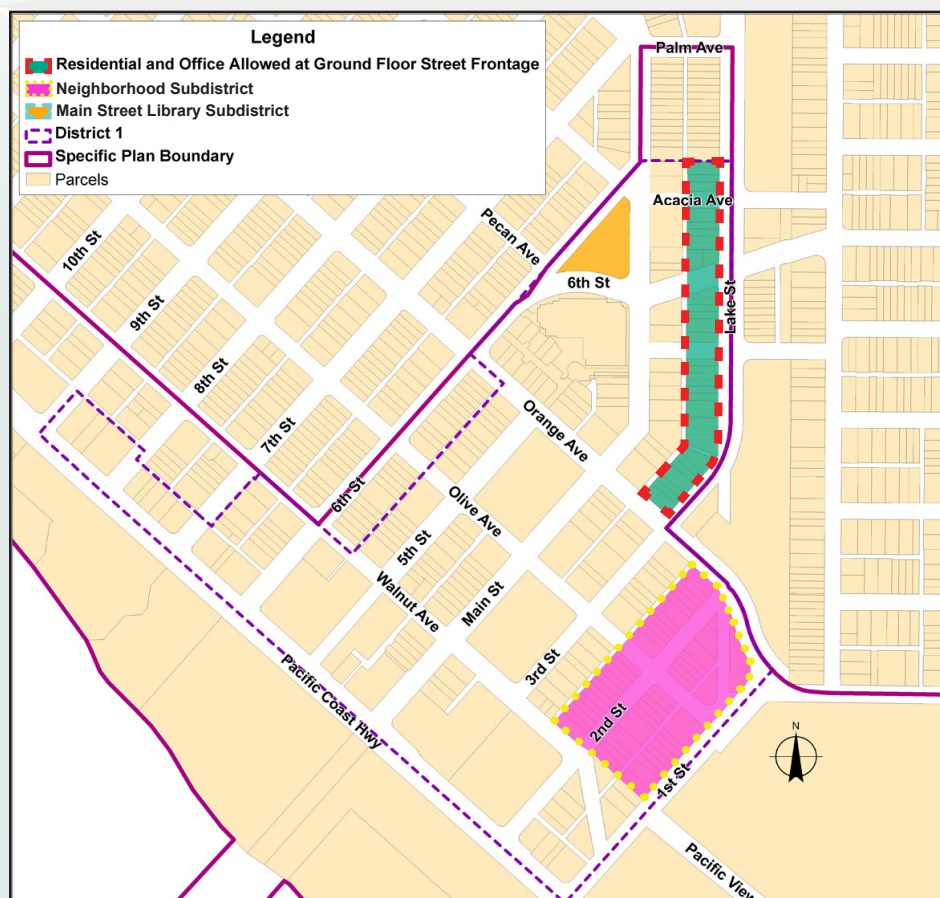 Legend
Residential and Office Allowed at Ground Floor Street Frontage
Neighborhood Subdistrict
Main Street Library Subdistrict
District 1
Specific Plan Boundary
Parcels
Palm Ave
Acacia Ave
Pecan Ave
10th St
6th St
9th St
Lake St
8th St
7th St
Orange Ave
6th St
Olive Ave
5th St
Walnut Ave
Main St
3rd St
Pacific Coast Hwy
2nd St
N
1st St
Pacific View